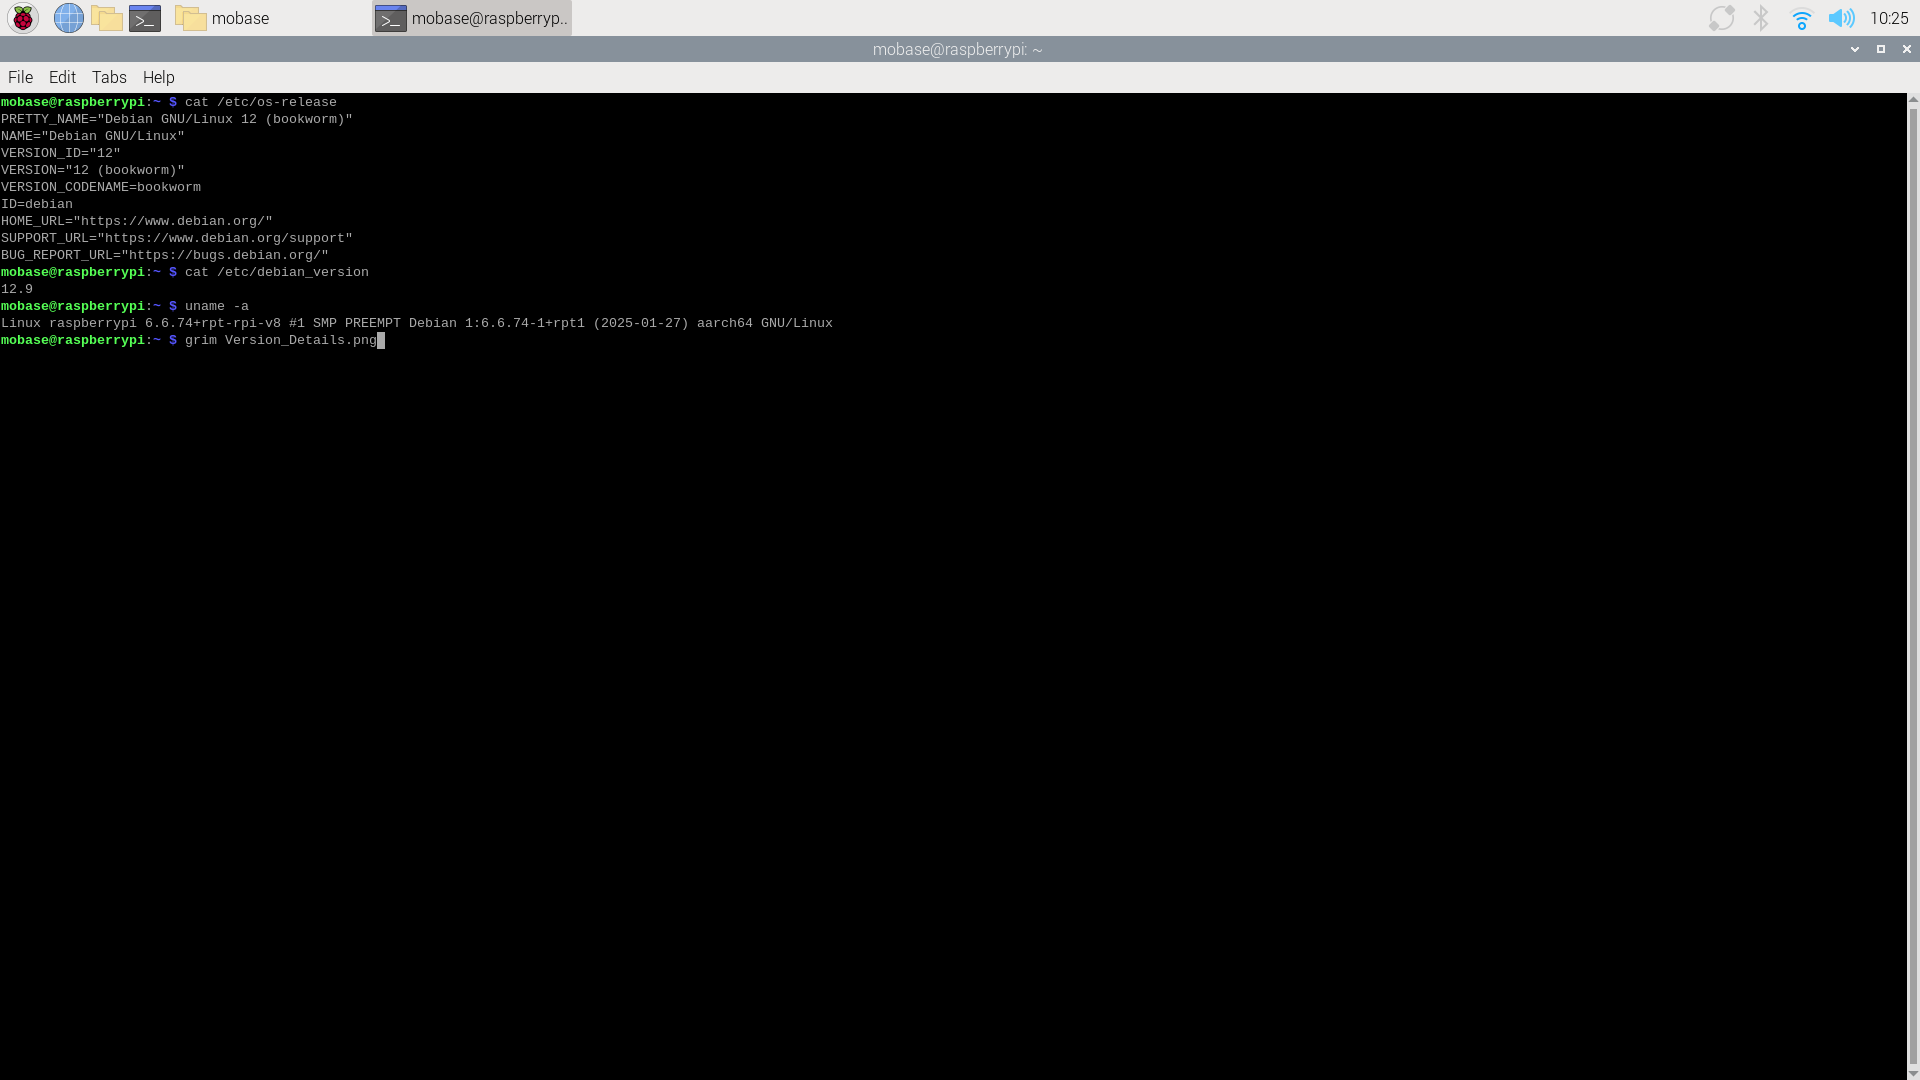 mobase
mobase@raspberryp..
10:25
mobase@raspberrypi: ~
File Edit Tabs Help
mobase@raspberrypi:~ $ cat /etc/os-release
PRETTY_NAME="Debian GNU/Linux 12 (bookworm)"
NAME="Debian GNU/Linux"
VERSION_ID="12"
VERSION="12 (bookworm)"
VERSION_CODENAME=bookworm
ID=debian
HOME_URL="https://www.debian.org/"
SUPPORT_URL="https://www.debian.org/support"
BUG_REPORT_URL="https://bugs.debian.org/"
mobase@raspberrypi:~ $ cat /etc/debian_version
12.9
mobase@raspberrypi:~ $ uname -a
Linux raspberrypi 6.6.74+rpt-rpi-v8 #1 SMP PREEMPT Debian 1:6.6.74-1+rpt1 (2025-01-27) aarch64 GNU/Linux
mobase@raspberrypi:~ $ grim Version_Details.png